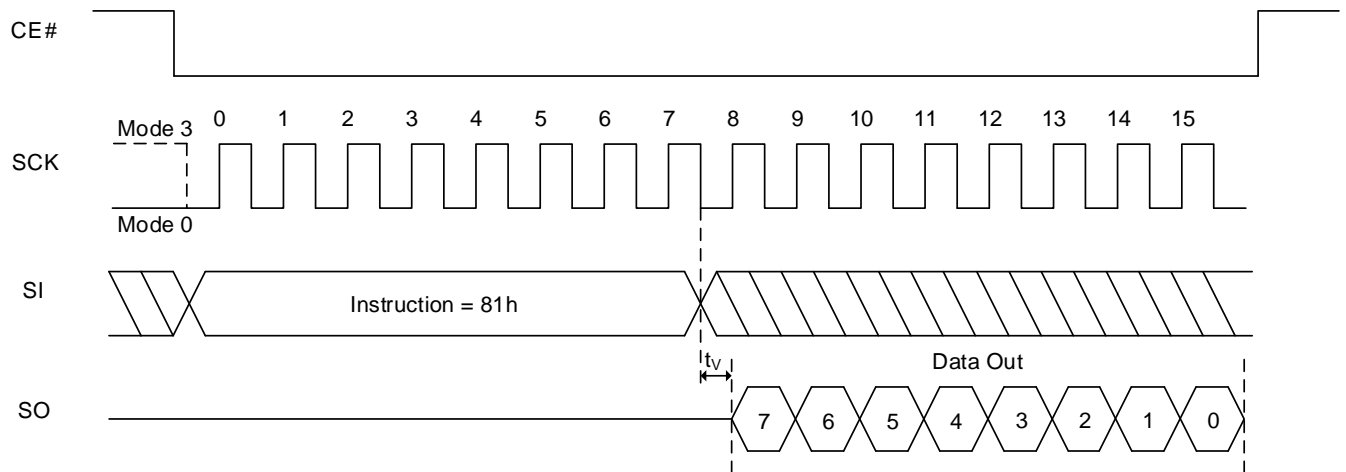 CE#
Mode 3
0 1 2 3 4 5 6 7 8 9 10 11 12 13 14 15
SCK
Mode 0
SI
Instruction = 81h
tV
Data Out
SO
7 6 5 4 3 2 1 0